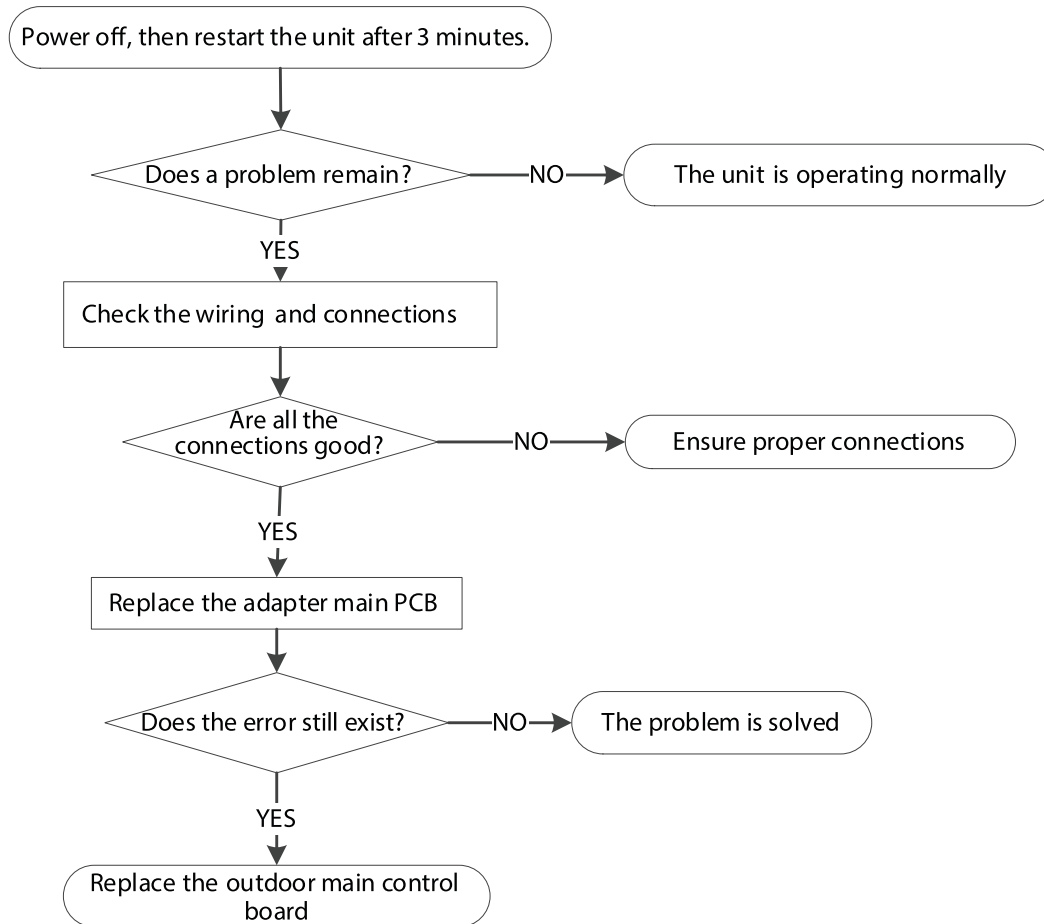 Power off, then restart the unit after 3 minutes.
Does a problem remain?
NO
The unit is operating normally
YES
Check the wiring and connections
Are all the
connections good?
NO
Ensure proper connections
YES
Replace the adapter main PCB
Does the error still exist?
NO
The problem is solved
YES
Replace the outdoor main control
board